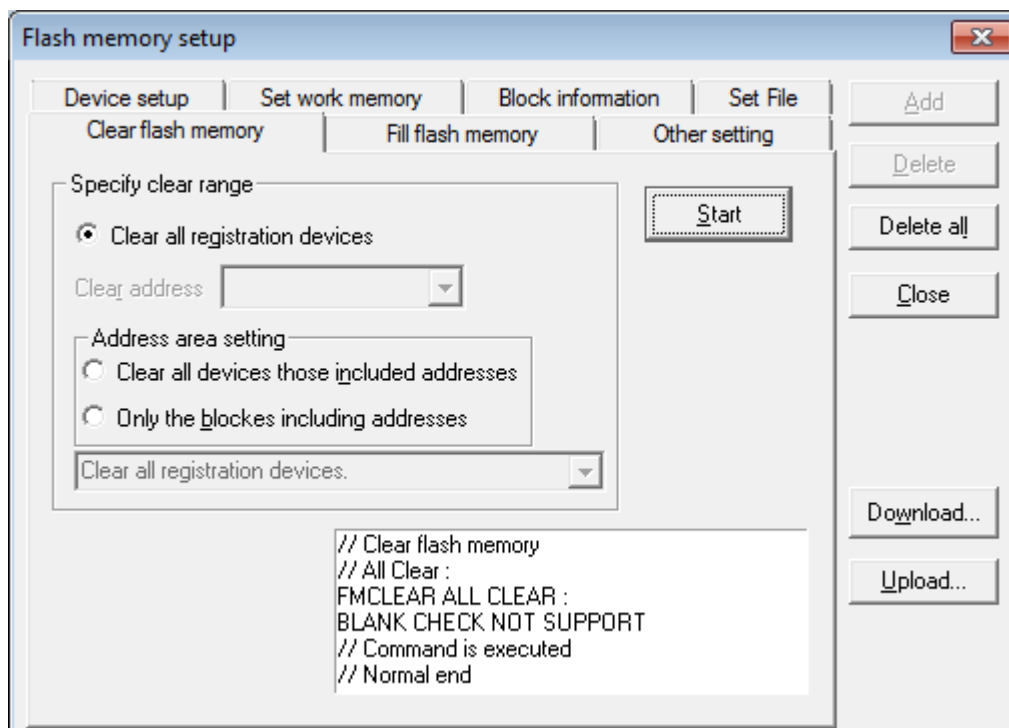 Flash memory setup
Device setup
Set work memory
Block information
Set File
Clear flash memory
Fill flash memory
Other setting
Specify clear range
Clear all registration devices
Clear address
Address area setting
Clear all devices those included addresses
Only the blockes including addresses
Clear all registration devices.
Start
// Clear flash memory
// All Clear :
FMCLEAR ALL CLEAR :
BLANK CHECK NOT SUPPORT
// Command is executed
// Normal end
Add
Delete
Delete all
Close
Download...
Upload...